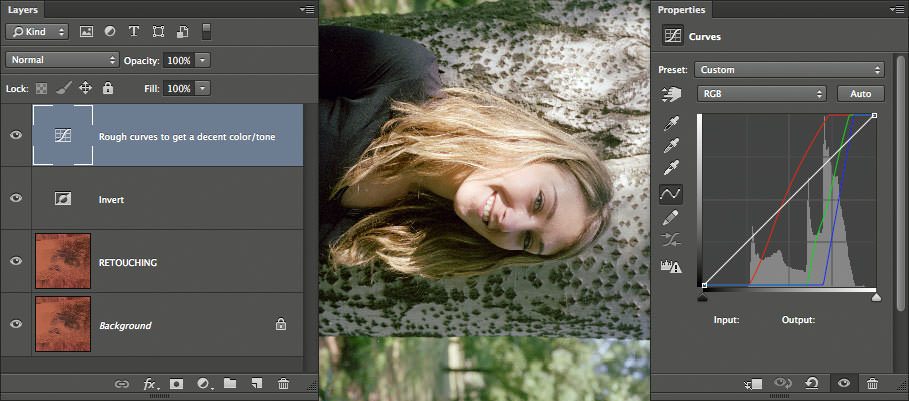 Layers
Kind
T
Normal
Opacity: 100%
Lock:
Fill: 100%
Rough curves to get a decent color/tone
Invert
RETOUCHING
Background
fx
Properties
Curves
Preset: Custom
RGB
Auto
Input:
Output: